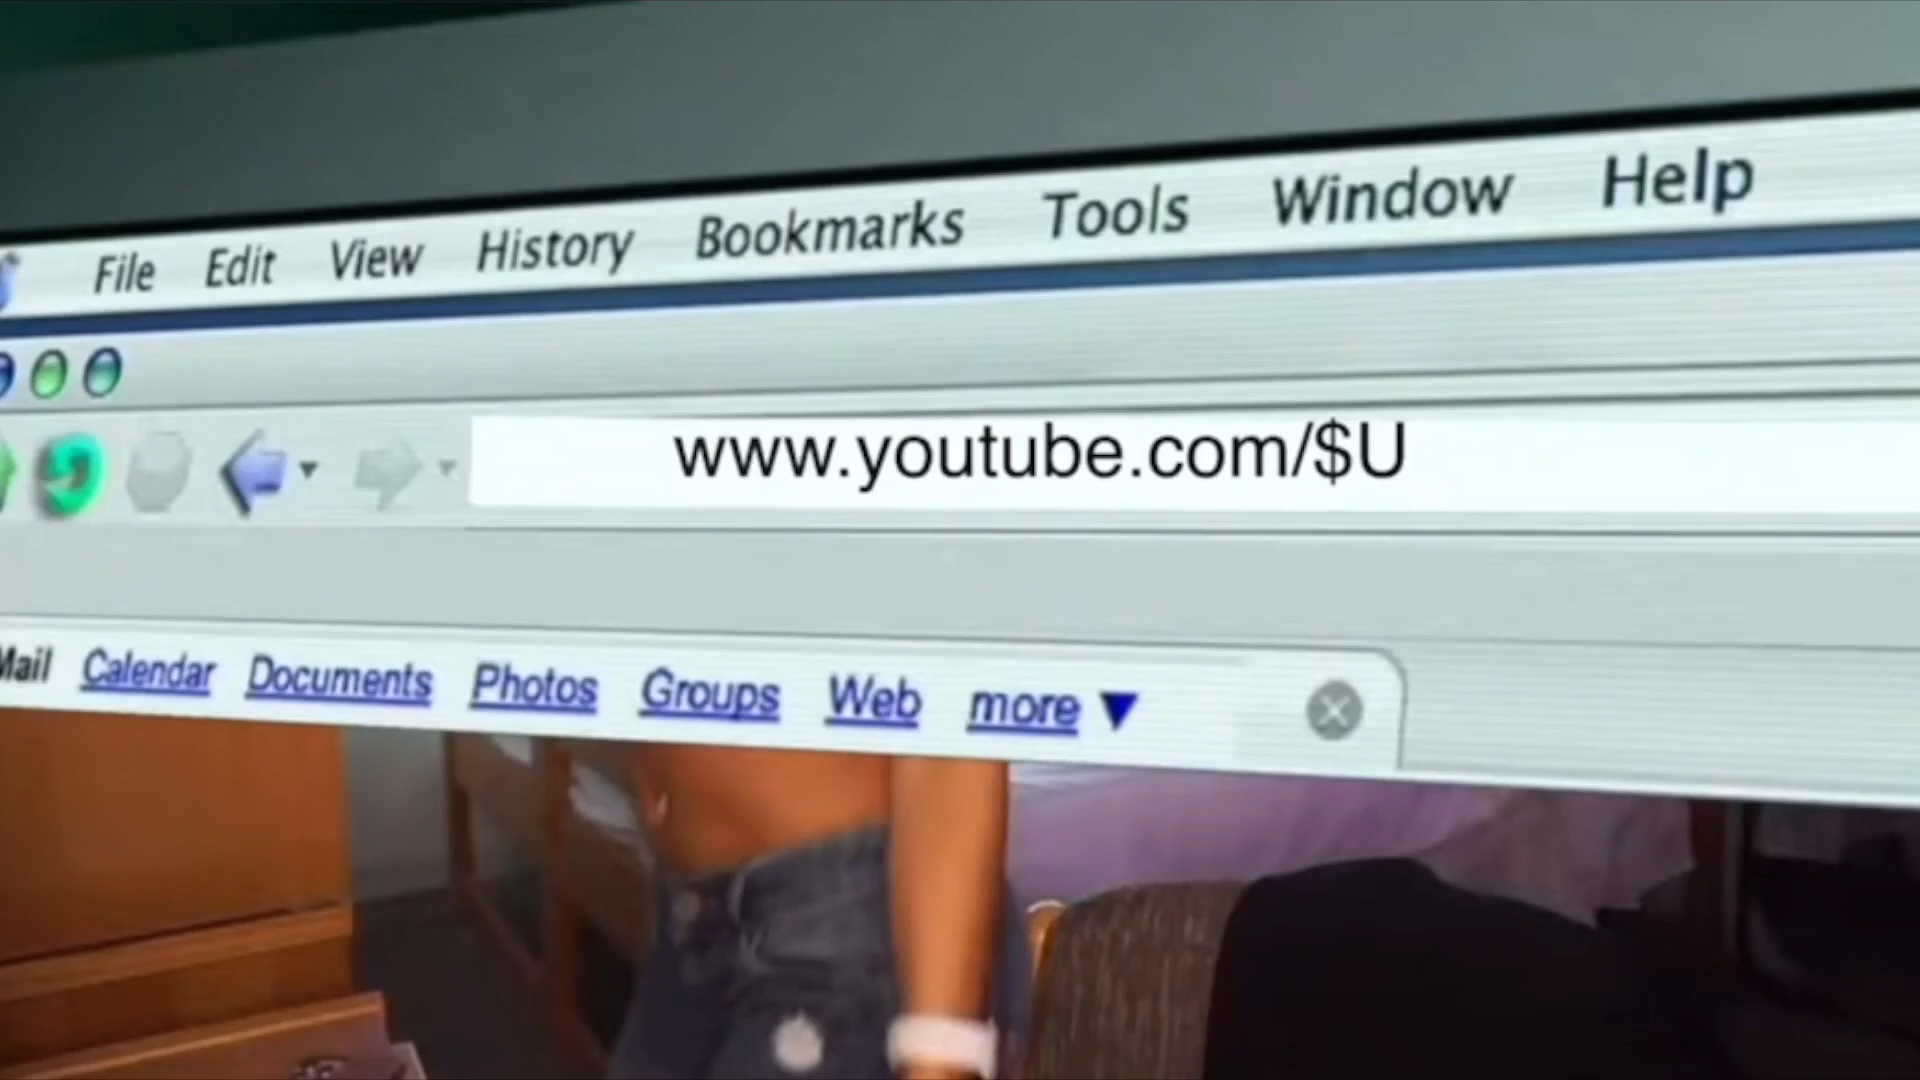 File Edit View History Bookmarks Tools Window Help
www.youtube.com/$U
Mail Calendar Documents Photos Groups Web more